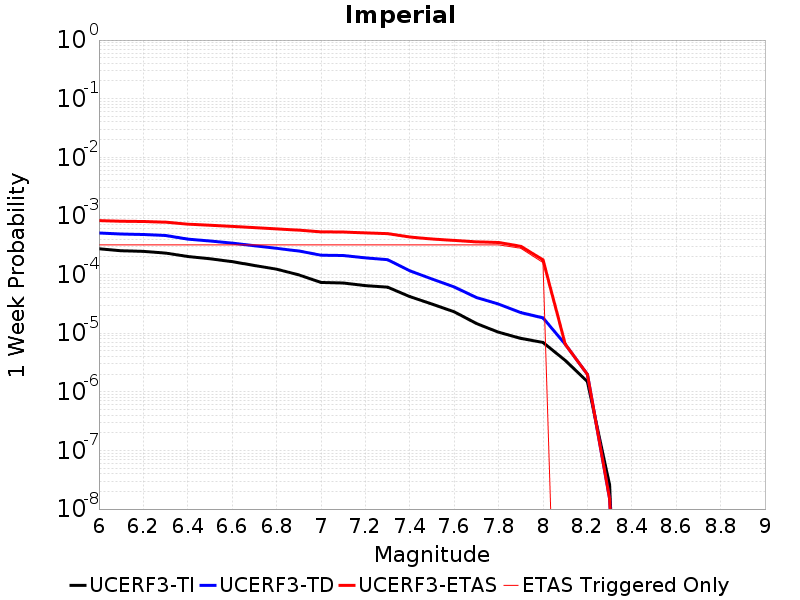 Imperial
10^0
10^-1
10^-2
10^-3
10^-4
10^-5
10^-6
10^-7
10^-8
1 Week Probability
6 6.2 6.4 6.6 6.8 7 7.2 7.4 7.6 7.8 8 8.2 8.4 8.6 8.8 9
Magnitude
UCERF3-TI UCERF3-TD UCERF3-ETAS ETAS Triggered Only